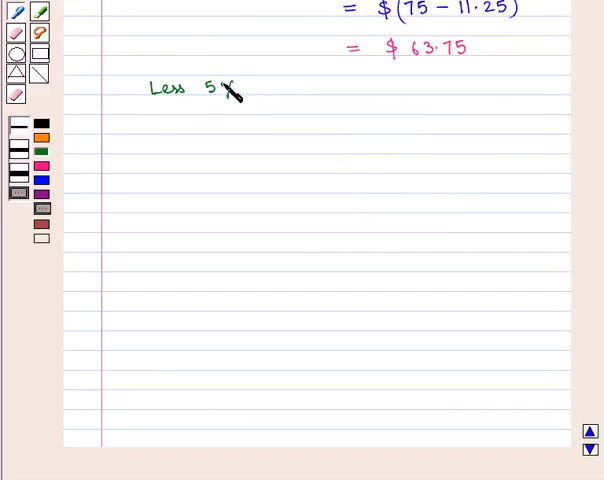 = $(75 - 11.25)
= $ 63.75
Less 5%